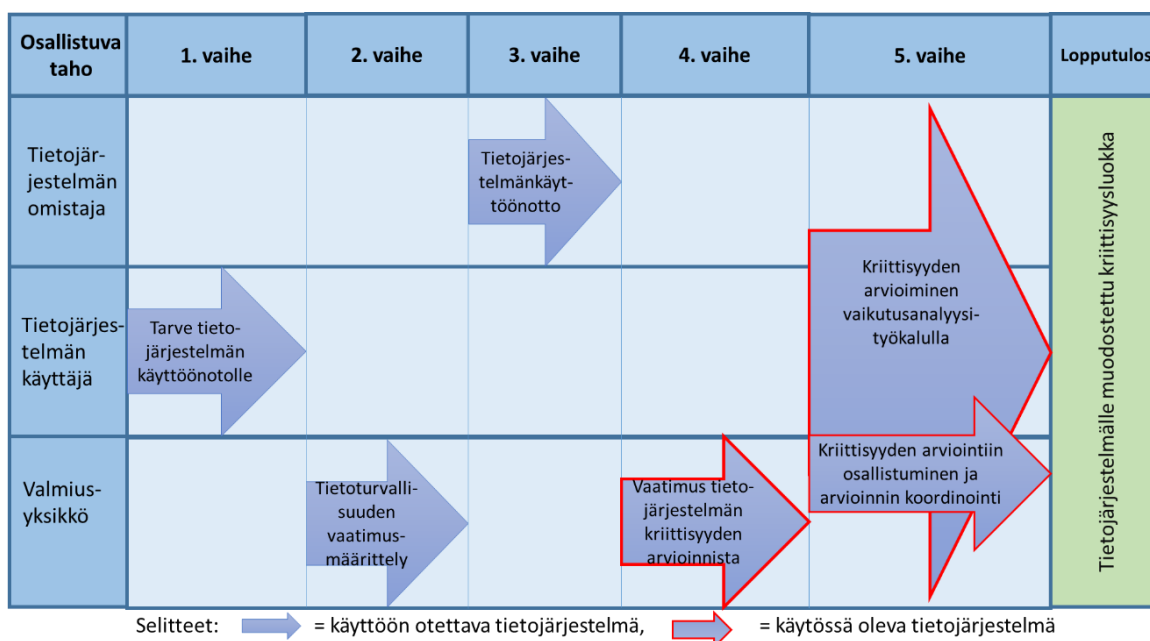 Osallistuva
taho
1. vaihe
2. vaihe
3. vaihe
4. vaihe
5. vaihe
Lopputulos
Tietojär-
jestelmän
omistaja
Tietojärjes-
telmänkäyt-
töönotto
Kriittisyyden
arvioiminen
vaikutusanalyysi-
työkalulla
Tietojärjestelmälle muodostettu kriittisyysluokka
Tietojärjes-
telmän
käyttäjä
Tarve tieto-
järjestelmän
käyttöönotolle
Valmius-
yksikkö
Tietoturvalli-
suuden
vaatimus-
määrittely
Vaatimus tieto-
järjestelmän
kriittisyyden
arvioinnista
Kriittisyyden arviointiin
osallistuminen ja
arvioinnin koordinointi
Selitteet: = käyttöön otettava tietojärjestelmä, = käytössä oleva tietojärjestelmä